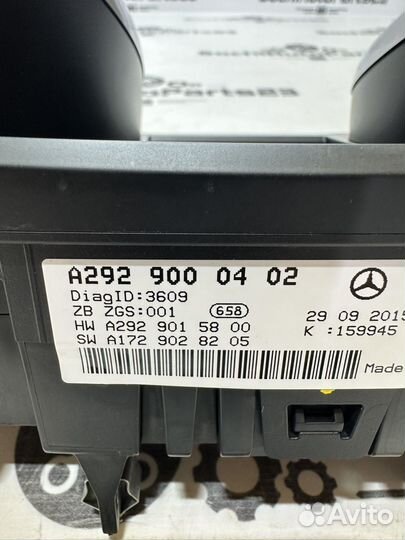 A292 900 04 02
DiagID:3609
ZB ZGS:001 658 29 09 2015
HW A292 901 58 00 K :159945
SW A172 902 82 05
Made
Avito